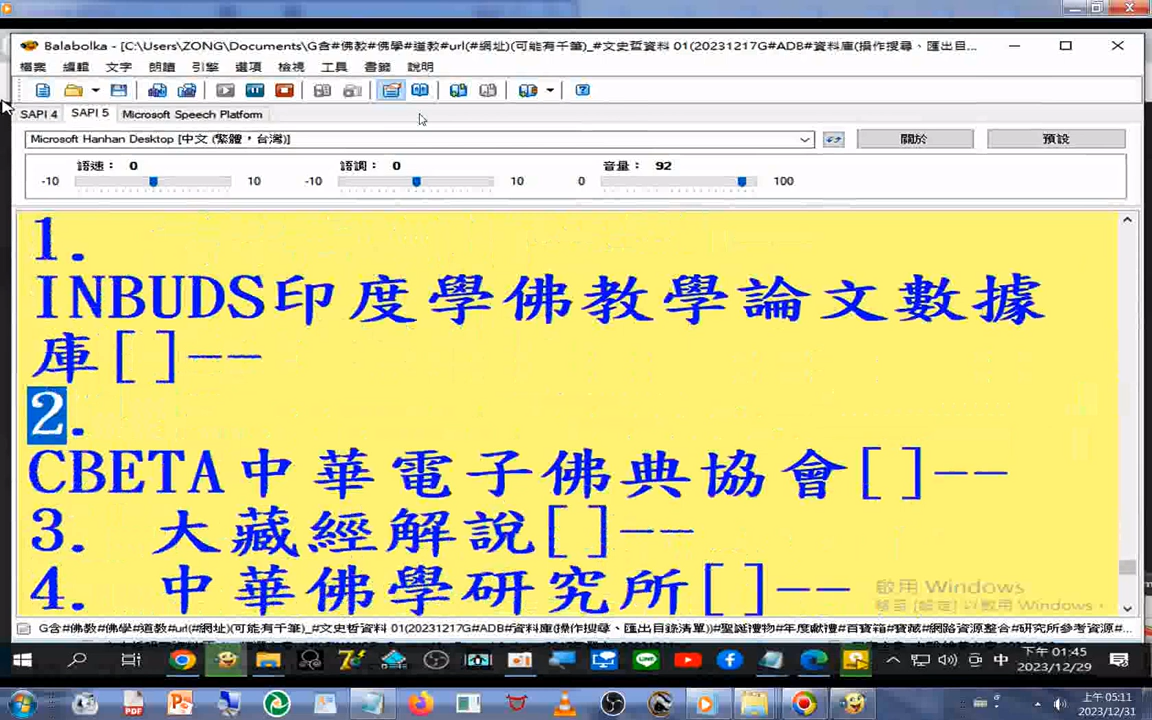 Balabolka - [C:\Users\ZONG\Documents\G含#佛教#佛學#道教#url(#網址)(可能有千筆)_#文史哲資料 01(20231217G#ADB#資料庫(操作搜尋、匯出目...
檔案 編輯 文字 朗讀 引擎 選項 檢視 工具 書籤 說明
SAPI 4 SAPI 5 Microsoft Speech Platform
Microsoft Hanhan Desktop [中文 (繁體，台灣)] 關於 預設
語速： 0 語調： 0 音量： 92
-10 10 -10 10 0 100
1.
INBUDS印度學佛教學論文數據
庫[ ]--
2.
CBETA中華電子佛典協會[ ]--
3. 大藏經解說[ ]--
4. 中華佛學研究所[ ]--
啟用 Windows
移至 [設定] 以啟用 Windows。
G含#佛教#佛學#道教#url(#網址)(可能有千筆)_#文史哲資料 01(20231217G#ADB#資料庫(操作搜尋、匯出目錄清單))#聖誕禮物#年度獻禮#百寶箱#寶藏#網路資源整合#研究所參考資源#...
中 下午 01:45
2023/12/29
上午 05:11
2023/12/31